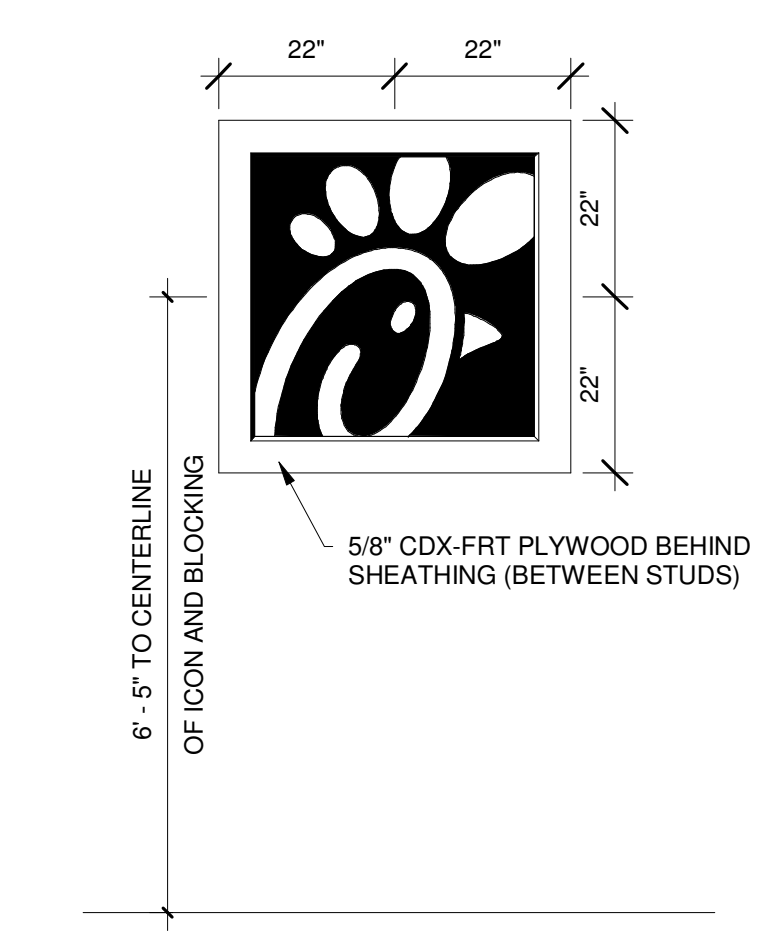 22" 22"
22"
22"
6' - 5" TO CENTERLINE
OF ICON AND BLOCKING
5/8" CDX-FRT PLYWOOD BEHIND
SHEATHING (BETWEEN STUDS)